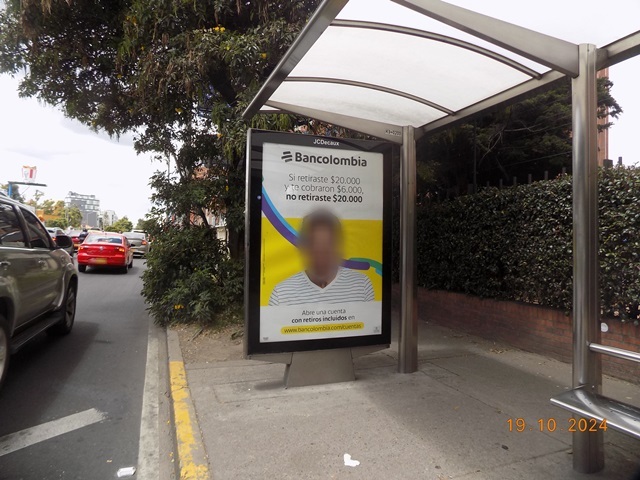 JCDecaux
Bancolombia
Si retiraste $20.000
y te cobraron $6.000,
no retiraste $20.000
Abre una cuenta
con retiros incluidos en
www.bancolombia.com/cuentas
19 10 2024